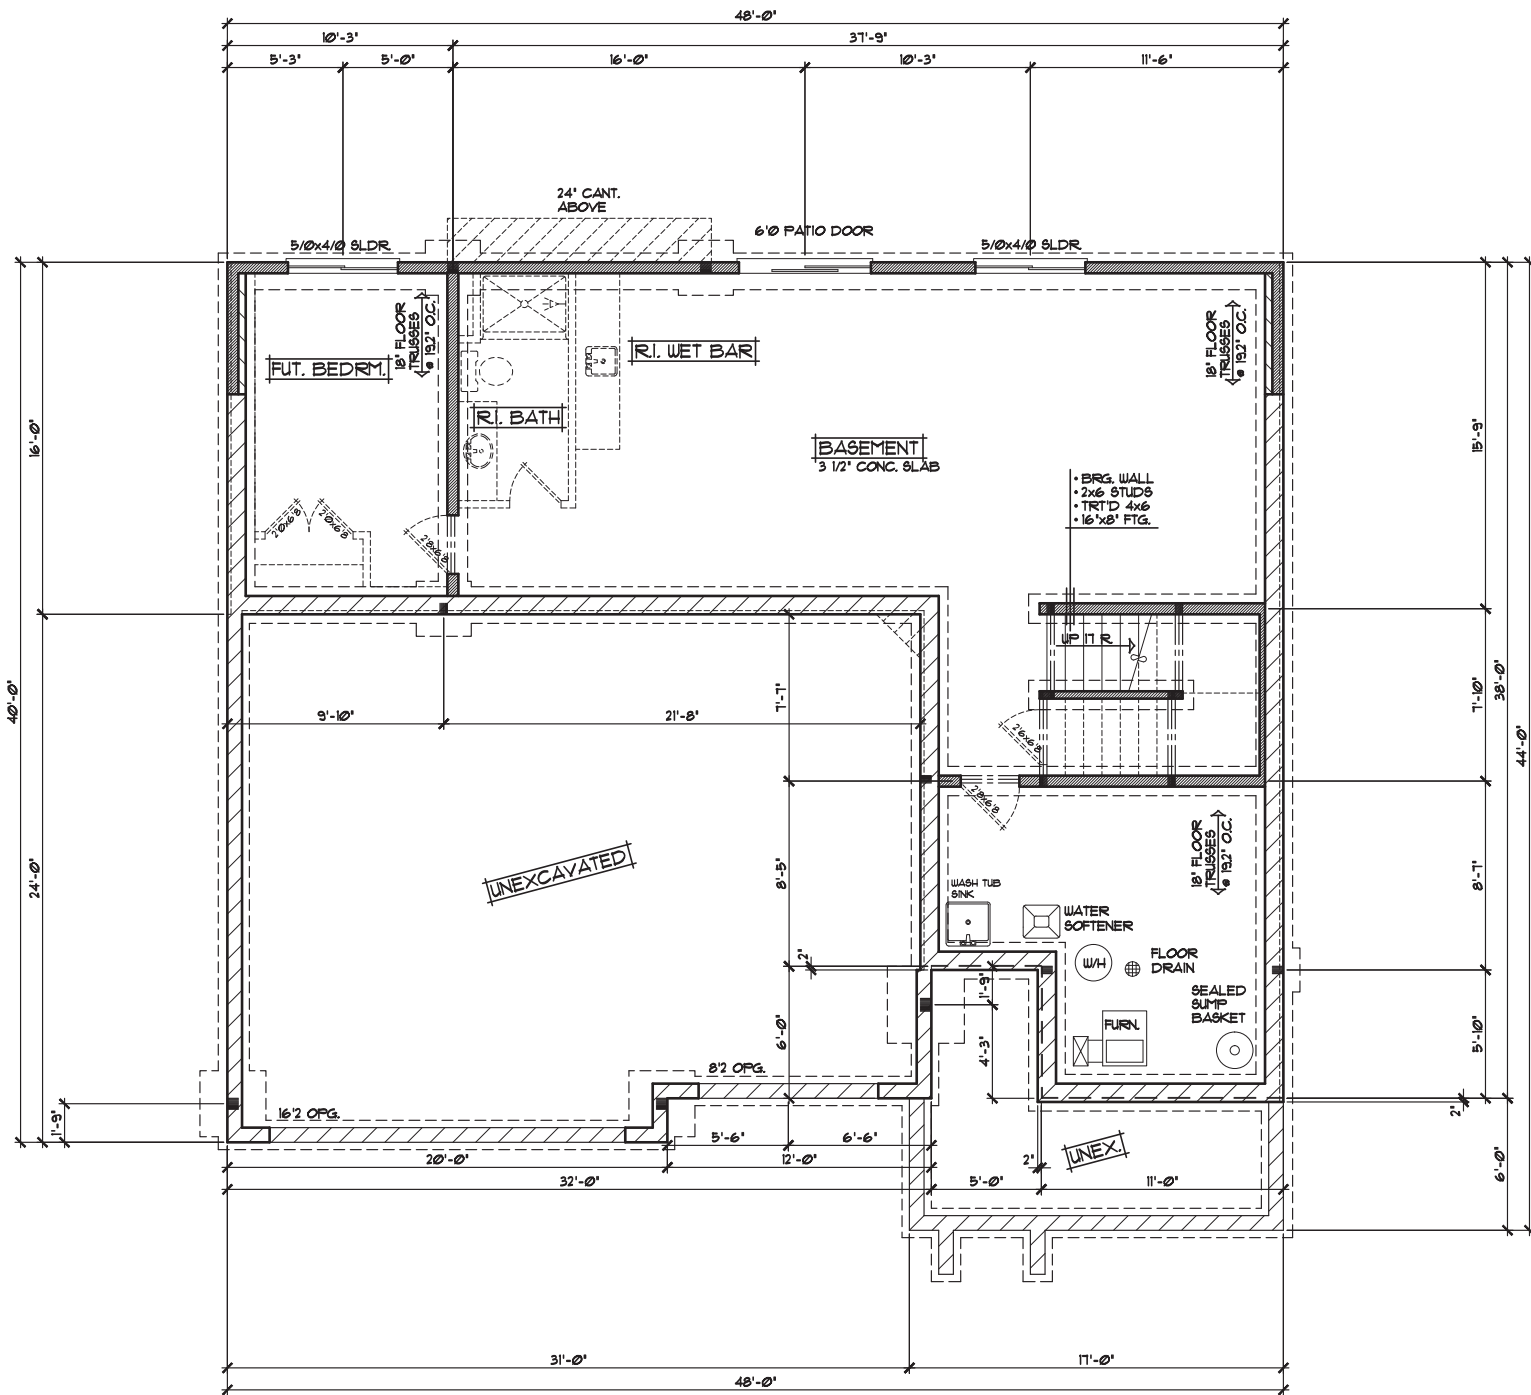 48'-0"
10'-3" 37'-9"
5'-3" 5'-0" 16'-0" 10'-3" 11'-6"
24" CANT.
ABOVE
6'0 PATIO DOOR
5/0x4/0 SLDR. 5/0x4/0 SLDR.
18" FLOOR
TRUSSES
@ 19.2" O.C.
18" FLOOR
TRUSSES
@ 19.2" O.C.
FUT. BEDRM.
R.I. WET BAR
R.I. BATH
BASEMENT
3 1/2" CONC. SLAB
• BRG. WALL
• 2x6 STUDS
• TRT'D 4x6
• 16"x8" FTG.
16'-0"
15'-9"
2'0x6'8 2'0x6'8
2'8x6'8
UP 17 R.
40'-0"
38'-0"
7'-10"
7'-7"
9'-10" 21'-8"
2'6x6'8
44'-0"
2'8x6'8
24'-0"
UNEXCAVATED
8'-5"
8'-7"
18" FLOOR
TRUSSES
@ 19.2" O.C.
WASH TUB
SINK
WATER
SOFTENER
W/H
FLOOR
DRAIN
2"
1'-9"
SEALED
SUMP
BASKET
FURN.
6'-0"
4'-3"
5'-10"
8'2 OPG.
16'2 OPG.
1'-9"
2"
5'-6" 6'-6"
UNEX.
20'-0" 12'-0" 2"
32'-0" 5'-0" 11'-0"
6'-0"
31'-0" 17'-0"
48'-0"